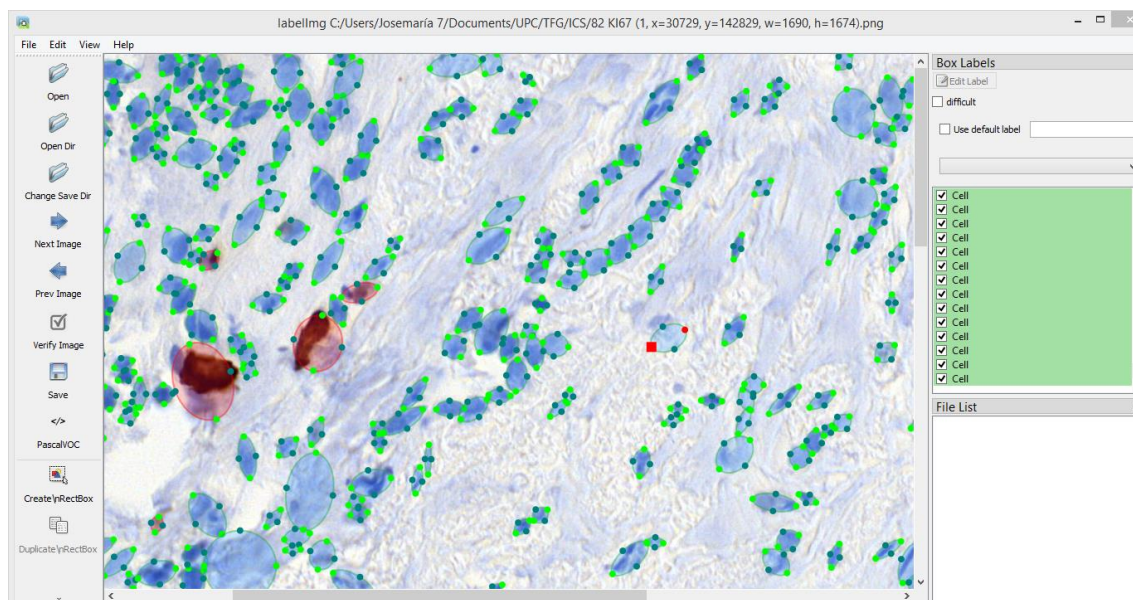 labelImg C:/Users/Josemaría 7/Documents/UPC/TFG/ICS/82 KI67 (1, x=30729, y=142829, w=1690, h=1674).png
File Edit View Help
Open
Open Dir
Change Save Dir
Next Image
Prev Image
Verify Image
Save
</>
PascalVOC
Create\nRectBox
Duplicate\nRectBox
Box Labels
Edit Label
difficult
Use default label
Cell
Cell
Cell
Cell
Cell
Cell
Cell
Cell
Cell
Cell
Cell
Cell
Cell
Cell
File List